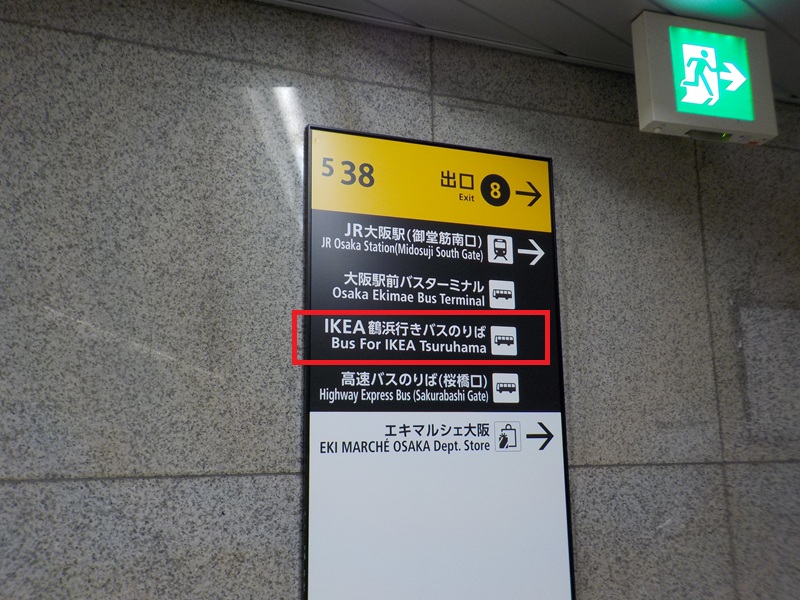 5 38
出口
Exit
8
JR大阪駅(御堂筋南口)
JR Osaka Station(Midosuji South Gate)
大阪駅前バスターミナル
Osaka Ekimae Bus Terminal
IKEA鶴浜行きバスのりば
Bus For IKEA Tsuruhama
高速バスのりば(桜橋口)
Highway Express Bus (Sakurabashi Gate)
エキマルシェ大阪
EKI MARCHÉ OSAKA Dept. Store